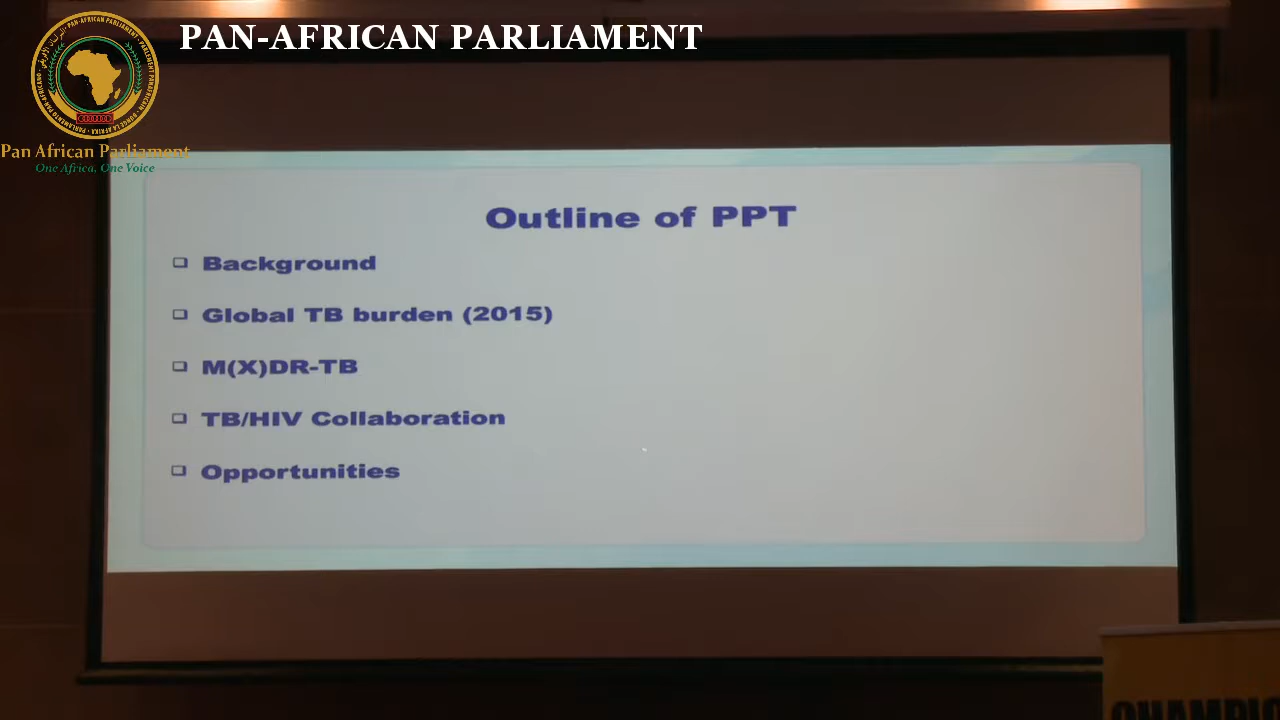 PAN-AFRICAN PARLIAMENT
Pan African Parliament
One Africa, One Voice
Outline of PPT
Background
Global TB burden (2015)
M(X)DR-TB
TB/HIV Collaboration
Opportunities